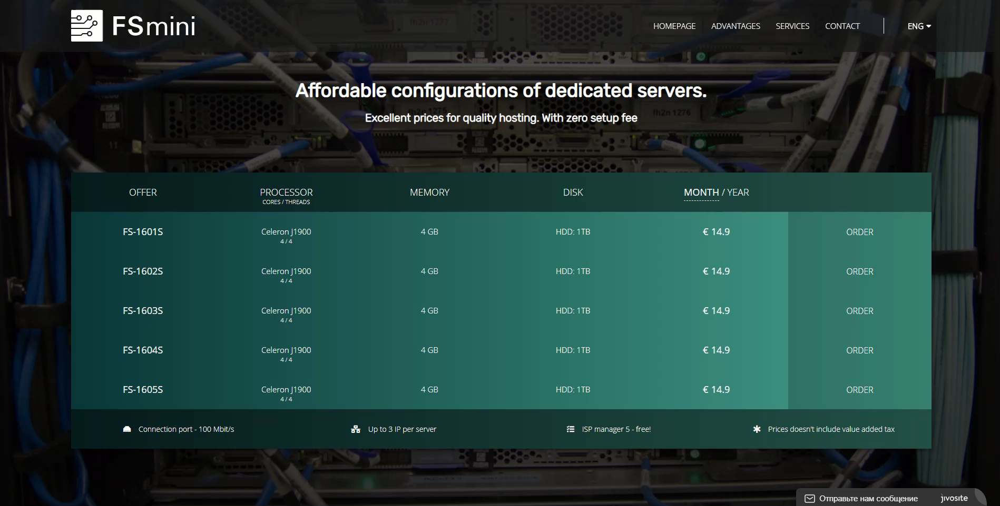 FSmini
HOMEPAGE ADVANTAGES SERVICES CONTACT ENG
Affordable configurations of dedicated servers.
Excellent prices for quality hosting. With zero setup fee
fh2n 1277
fh2n 1276
11
OFFER PROCESSOR MEMORY DISK MONTH / YEAR
CORES / THREADS
FS-1601S Celeron J1900 4 GB HDD: 1TB € 14.9 ORDER
4 / 4
FS-1602S Celeron J1900 4 GB HDD: 1TB € 14.9 ORDER
4 / 4
FS-1603S Celeron J1900 4 GB HDD: 1TB € 14.9 ORDER
4 / 4
FS-1604S Celeron J1900 4 GB HDD: 1TB € 14.9 ORDER
4 / 4
FS-1605S Celeron J1900 4 GB HDD: 1TB € 14.9 ORDER
4 / 4
Connection port - 100 Mbit/s Up to 3 IP per server ISP manager 5 - free! Prices doesn't include value added tax
Отправьте нам сообщение jivosite